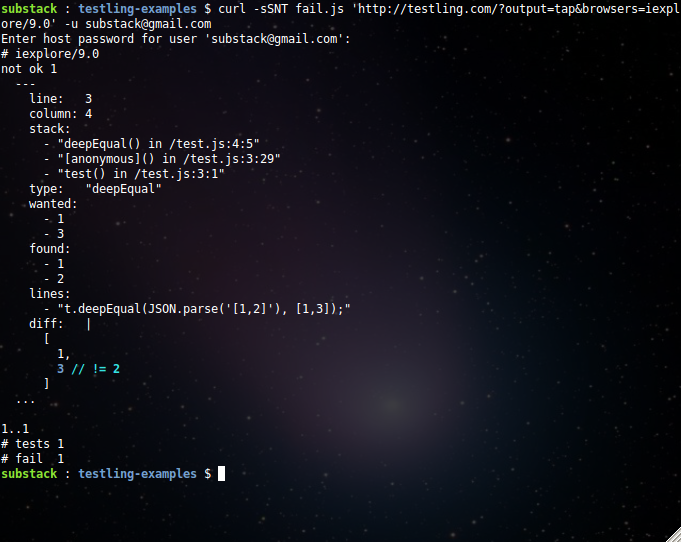 substack : testling-examples $ curl -sSNT fail.js 'http://testling.com/?output=tap&browsers=iexpl
ore/9.0' -u substack@gmail.com
Enter host password for user 'substack@gmail.com':
# iexplore/9.0
not ok 1
  ---
    line:   3
    column: 4
    stack:
      - "deepEqual() in /test.js:4:5"
      - "[anonymous]() in /test.js:3:29"
      - "test() in /test.js:3:1"
    type:   "deepEqual"
    wanted:
      - 1
      - 3
    found:
      - 1
      - 2
    lines:
      - "t.deepEqual(JSON.parse('[1,2]'), [1,3]);"
    diff:   |
      [
        1,
        3 // != 2
      ]
  ...

1..1
# tests 1
# fail  1
substack : testling-examples $